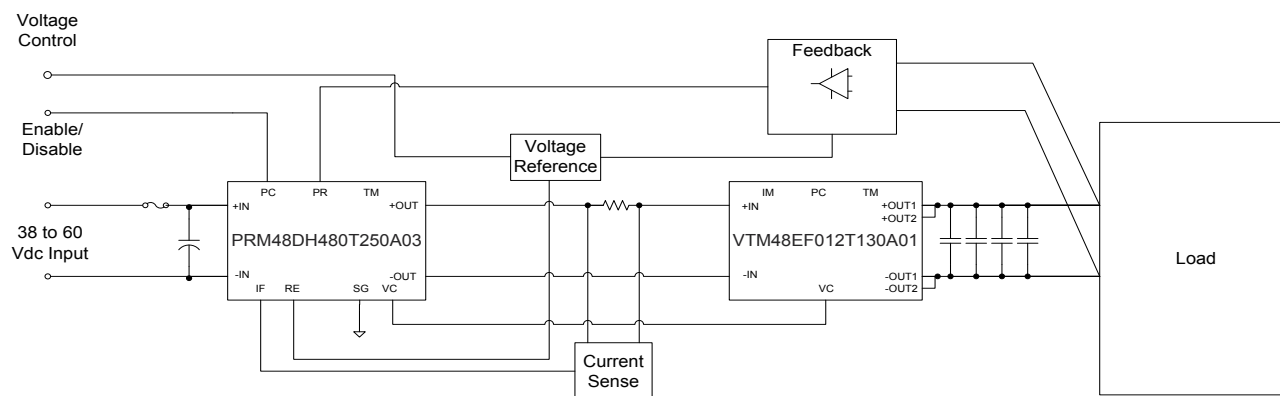 Voltage
Control
Feedback
Enable/
Disable
Voltage
Reference
PC PR TM
IM PC TM
+IN +OUT
+IN +OUT1
+OUT2
38 to 60
Vdc Input
PRM48DH480T250A03
VTM48EF012T130A01
Load
-IN -OUT
-IN -OUT1
-OUT2
IF RE SG VC
VC
Current
Sense